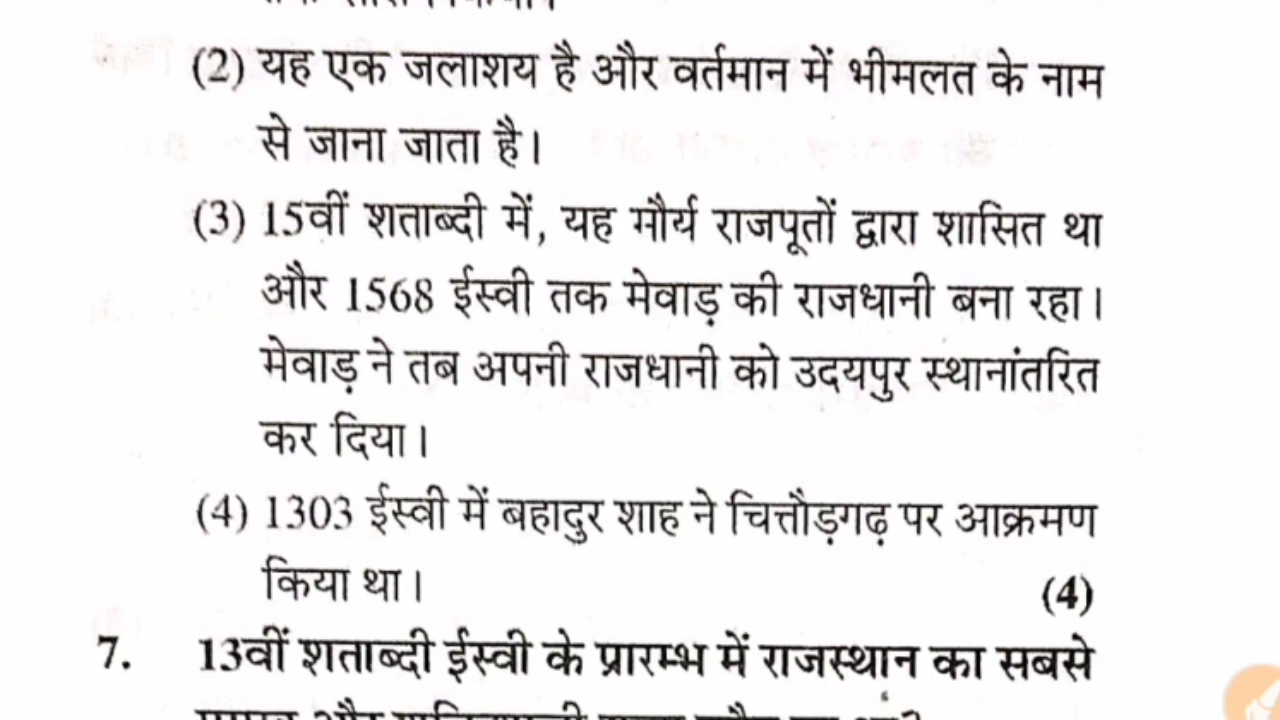 (2) यह एक जलाशय है और वर्तमान में भीमलत के नाम
से जाना जाता है।
(3) 15वीं शताब्दी में, यह मौर्य राजपूतों द्वारा शासित था
और 1568 ईस्वी तक मेवाड़ की राजधानी बना रहा।
मेवाड़ ने तब अपनी राजधानी को उदयपुर स्थानांतरित
कर दिया।
(4) 1303 ईस्वी में बहादुर शाह ने चित्तौड़गढ़ पर आक्रमण
किया था। (4)
7. 13वीं शताब्दी ईस्वी के प्रारम्भ में राजस्थान का सबसे